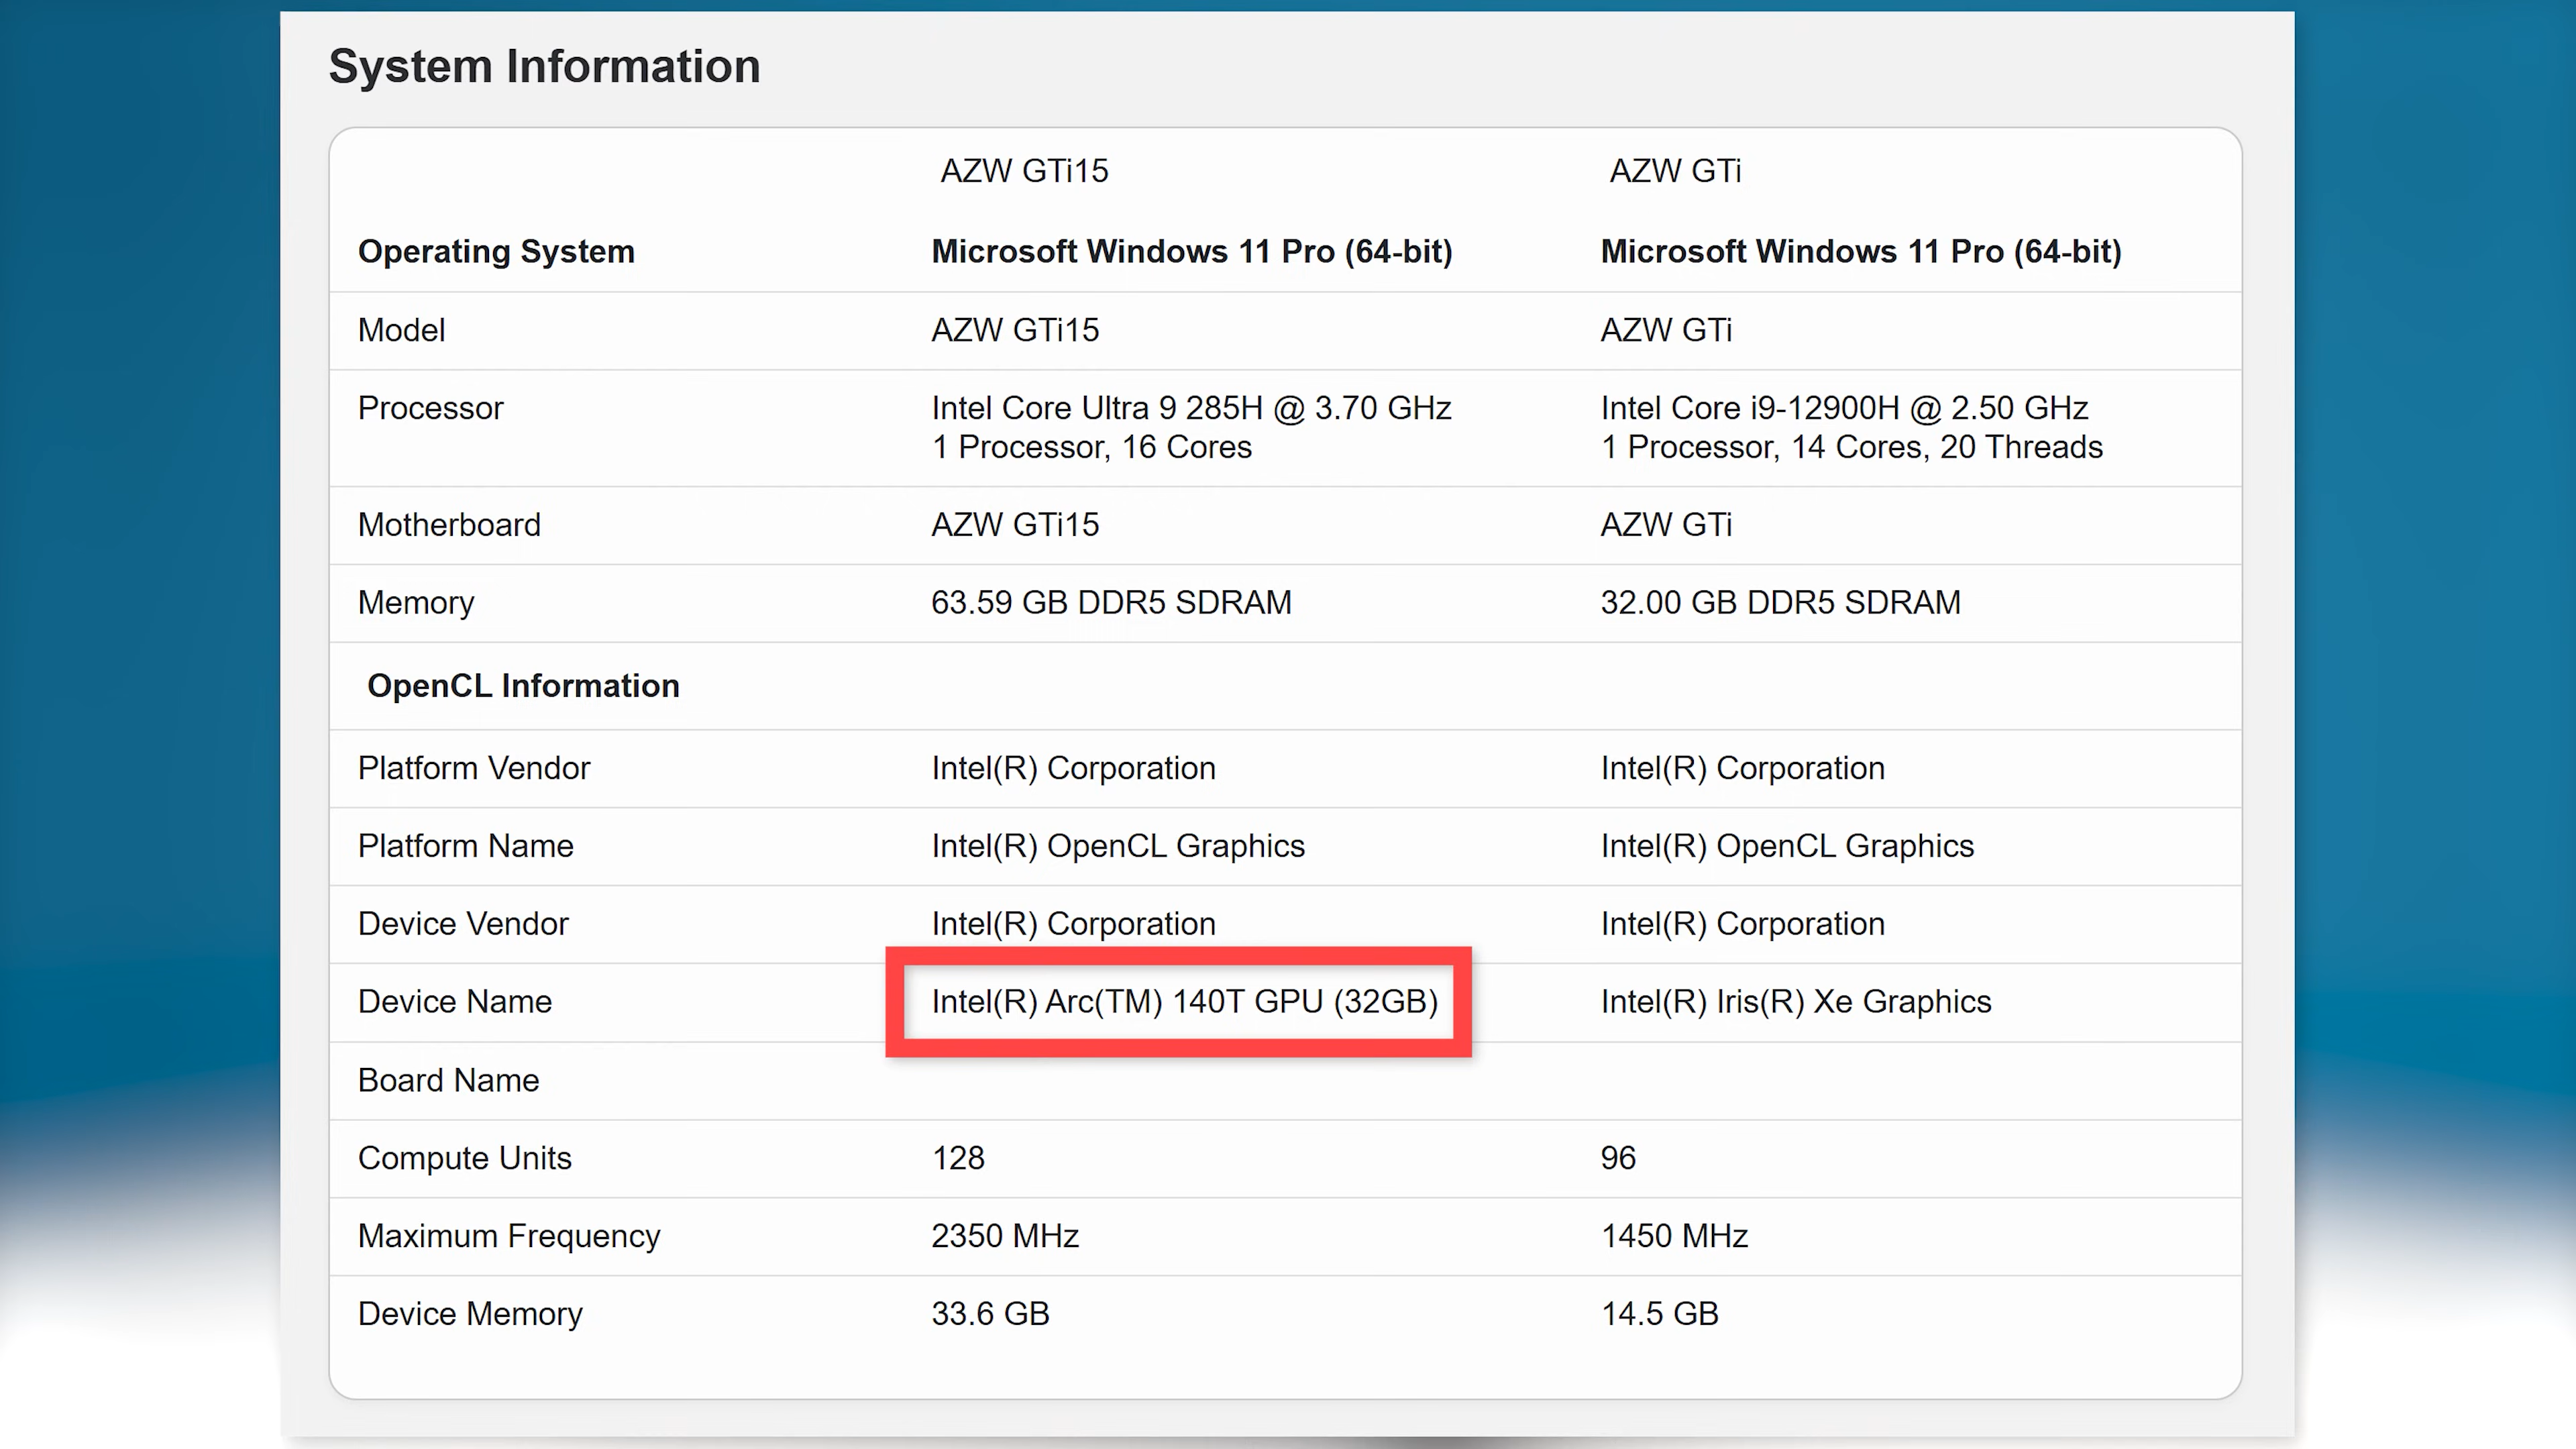 System Information
AZW GTi15 AZW GTi
Operating System Microsoft Windows 11 Pro (64-bit) Microsoft Windows 11 Pro (64-bit)
Model AZW GTi15 AZW GTi
Processor Intel Core Ultra 9 285H @ 3.70 GHz Intel Core i9-12900H @ 2.50 GHz
1 Processor, 16 Cores 1 Processor, 14 Cores, 20 Threads
Motherboard AZW GTi15 AZW GTi
Memory 63.59 GB DDR5 SDRAM 32.00 GB DDR5 SDRAM
OpenCL Information
Platform Vendor Intel(R) Corporation Intel(R) Corporation
Platform Name Intel(R) OpenCL Graphics Intel(R) OpenCL Graphics
Device Vendor Intel(R) Corporation Intel(R) Corporation
Device Name Intel(R) Arc(TM) 140T GPU (32GB) Intel(R) Iris(R) Xe Graphics
Board Name
Compute Units 128 96
Maximum Frequency 2350 MHz 1450 MHz
Device Memory 33.6 GB 14.5 GB